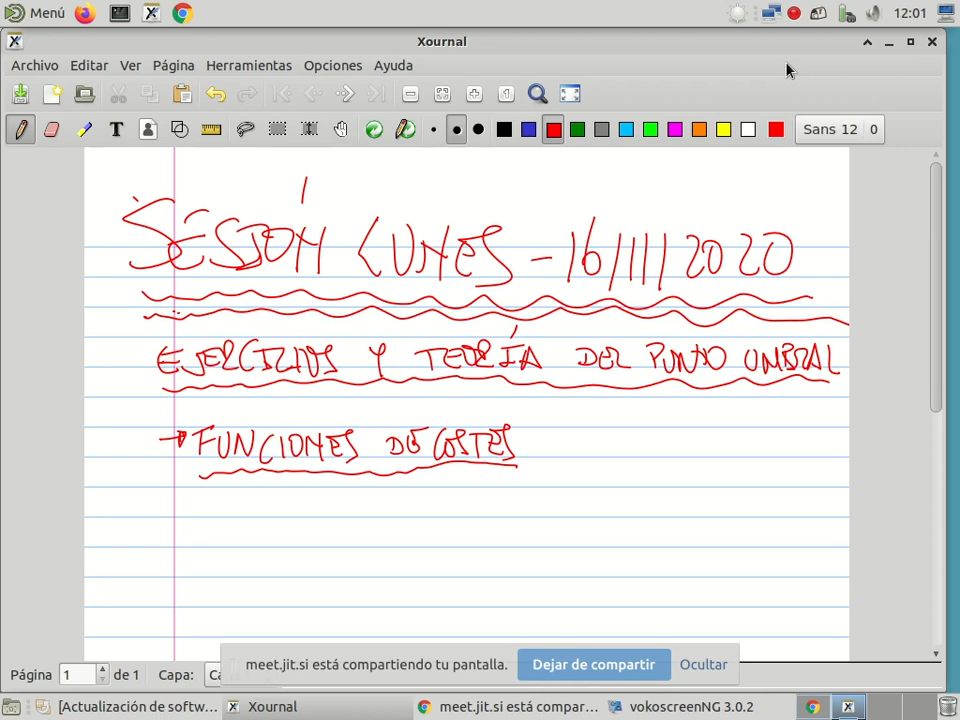 Menú
12:01
Xournal
Archivo Editar Ver Página Herramientas Opciones Ayuda
Sans 12 0
SESIÓN LUNES - 16/11/2020
EJERCICIOS Y TEORÍA DEL PUNTO UMBRAL
→ FUNCIONES DE COSTES
meet.jit.si está compartiendo tu pantalla. Dejar de compartir Ocultar
Página 1 de 1 Capa: Ca
[Actualización de softw... Xournal meet.jit.si está compar... vokoscreenNG 3.0.2